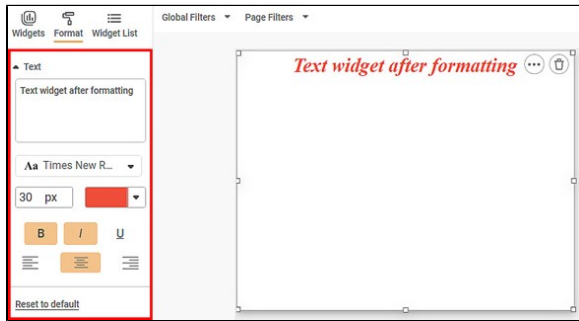 Widgets Format Widget List
Global Filters Page Filters
Text
Text widget after formatting
Text widget after formatting
Aa Times New R...
30 px
B I U
Reset to default